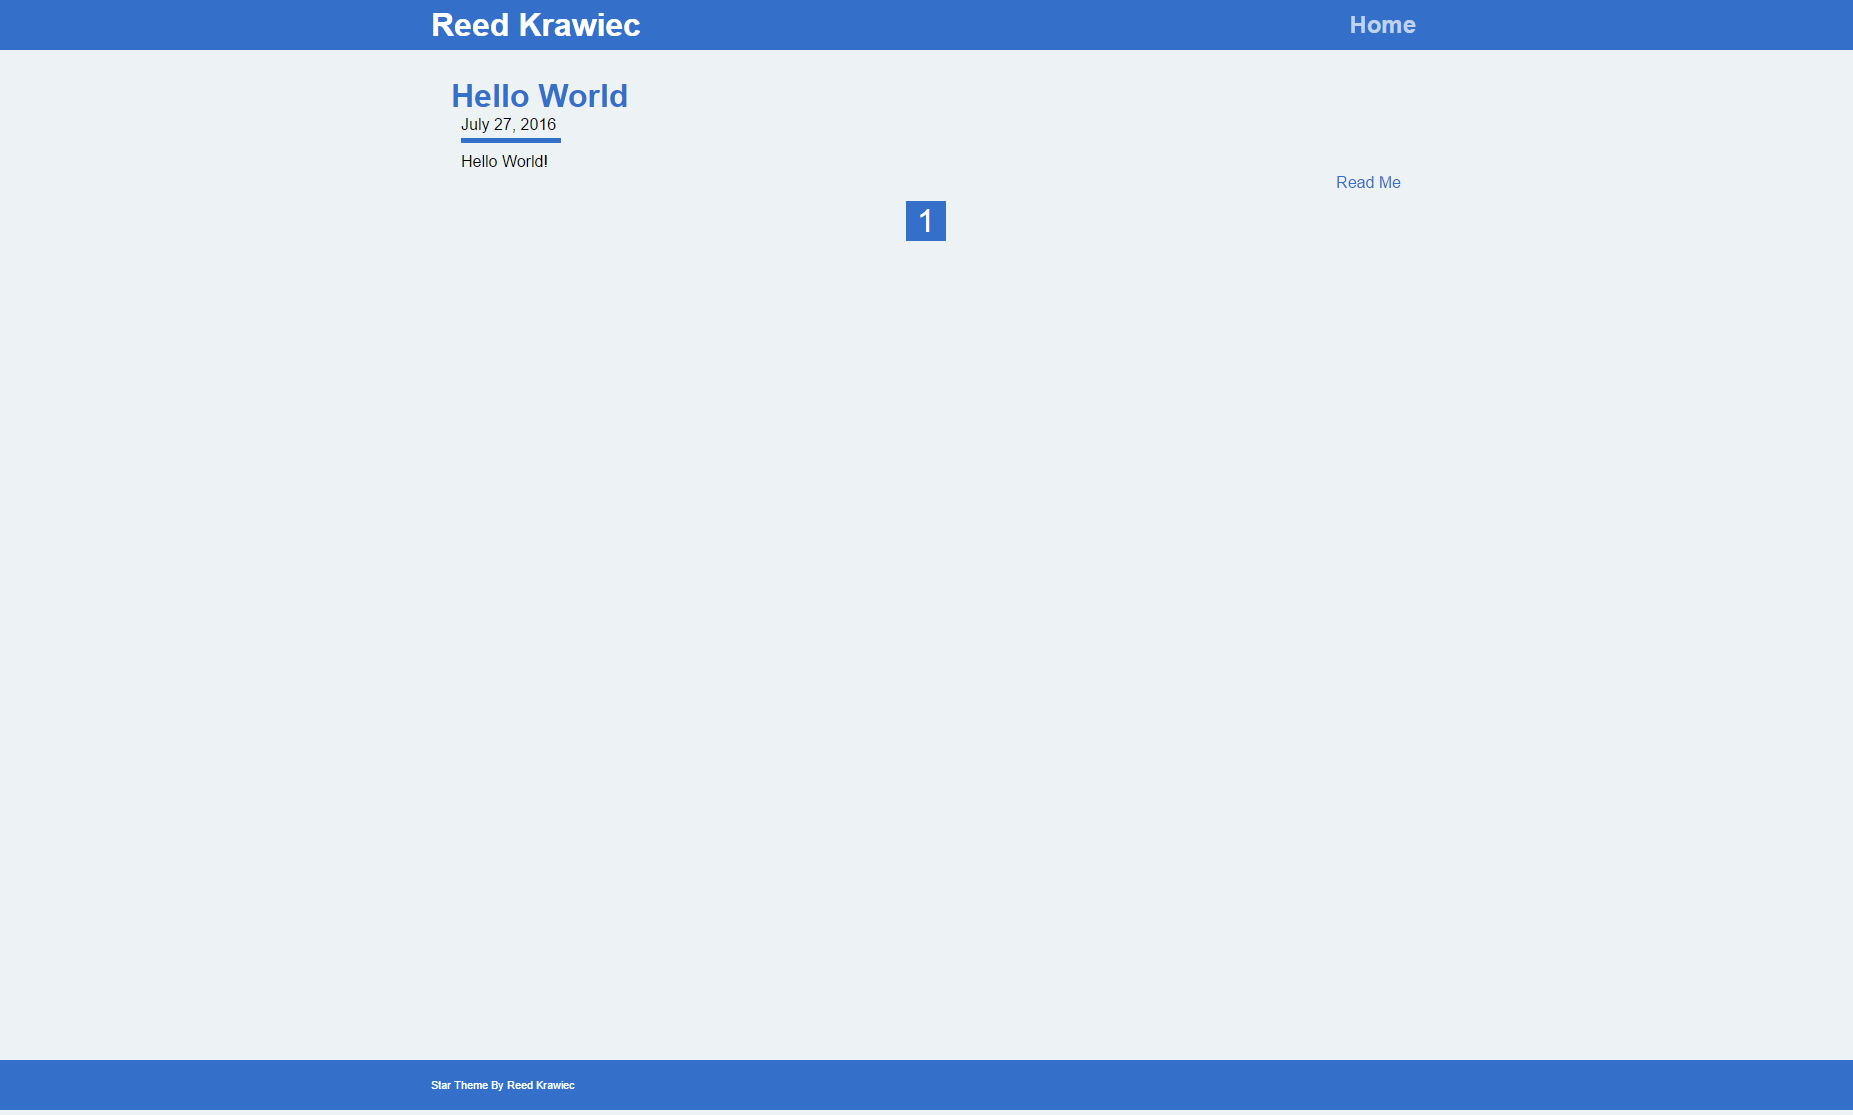 Reed Krawiec
Home
Hello World
July 27, 2016
Hello World!
Read Me
1
Star Theme By Reed Krawiec